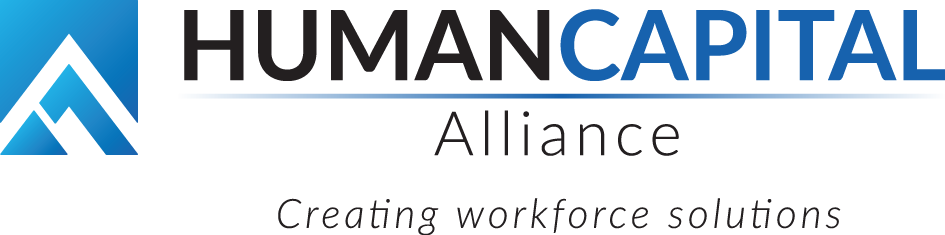 HUMANCAPITAL
Alliance
Creating workforce solutions